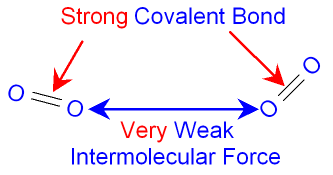 Strong Covalent Bond
O
O
O
O
Very Weak
Intermolecular Force